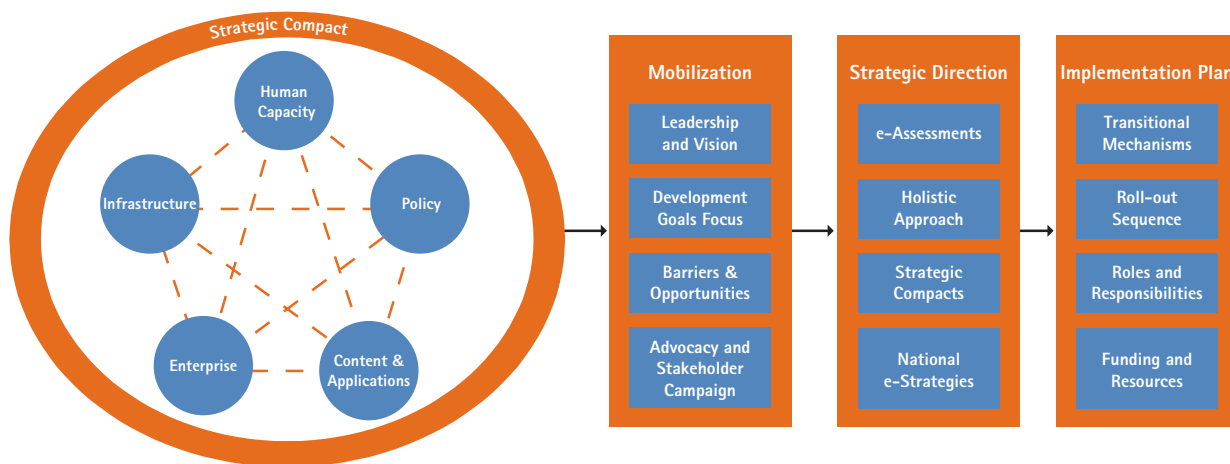 Strategic Compact
Human
Capacity
Infrastructure
Policy
Enterprise
Content &
Applications
Mobilization
Leadership
and Vision
Development
Goals Focus
Barriers &
Opportunities
Advocacy and
Stakeholder
Campaign
Strategic Direction
e-Assessments
Holistic
Approach
Strategic
Compacts
National
e-Strategies
Implementation Plan
Transitional
Mechanisms
Roll-out
Sequence
Roles and
Responsibilities
Funding and
Resources